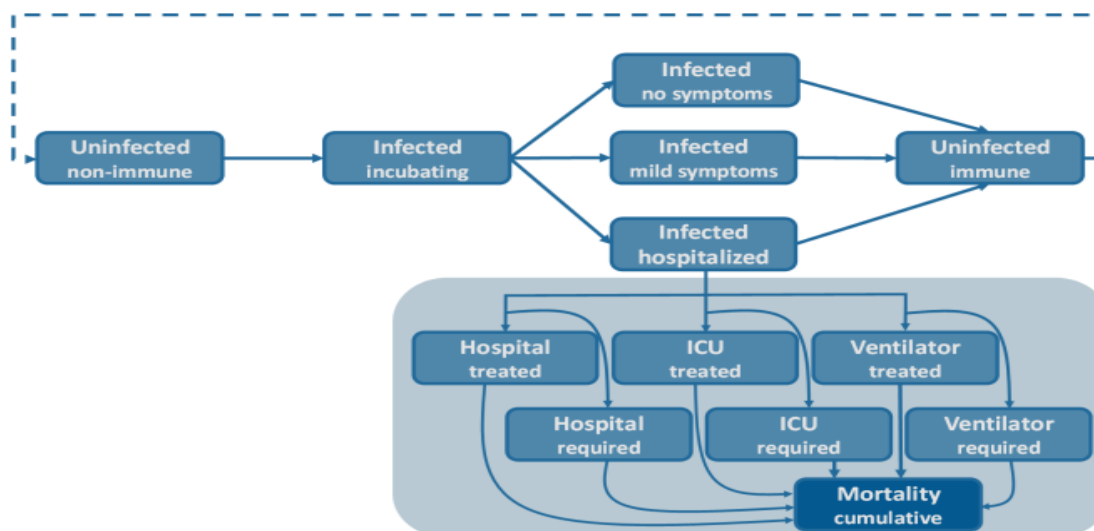 Infected
no symptoms
Uninfected
non-immune
Infected
incubating
Infected
mild symptoms
Uninfected
immune
Infected
hospitalized
Hospital
treated
ICU
treated
Ventilator
treated
Hospital
required
ICU
required
Ventilator
required
Mortality
cumulative